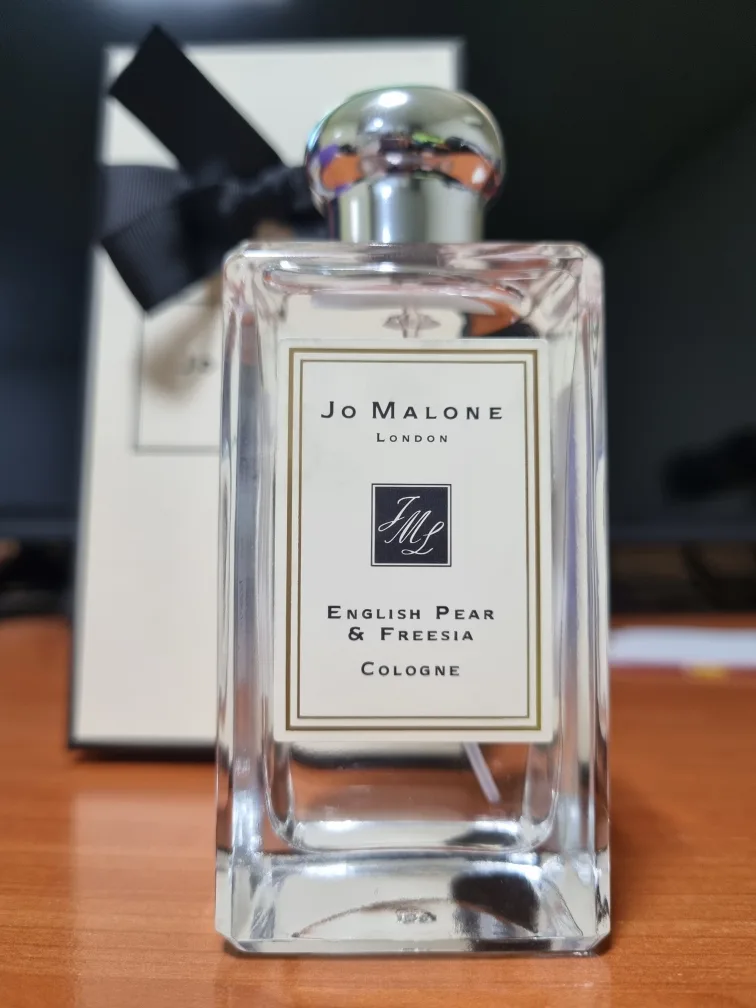 Jo Malone
London
JML
English Pear
& Freesia
Cologne